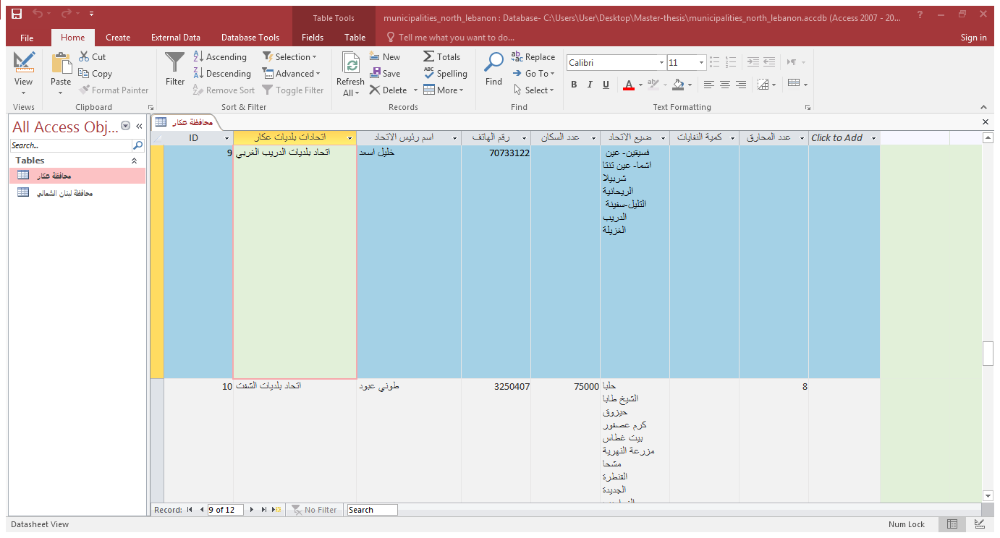 Table Tools
municipalities_north_lebanon : Database- C:\Users\User\Desktop\Master-thesis\municipalities_north_lebanon.accdb (Access 2007 - 20...
File Home Create External Data Database Tools Fields Table Tell me what you want to do... Sign in
View
Views
Paste
Cut
Copy
Format Painter
Clipboard
Filter
Ascending
Descending
Remove Sort
Selection
Advanced
Toggle Filter
Sort & Filter
Refresh All
New
Save
Delete
Totals
Spelling
More
Records
Find
Replace
Go To
Select
Find
Calibri 11
B I U A
Text Formatting
All Access Obj...
Search...
Tables
محافظة عكار
محافظة لبنان الشمالي
محافظة عكار
ID اتحادات بلديات عكار اسم رئيس الاتحاد رقم الهاتف عدد السكان ضيع الاتحاد كمية النفايات عدد المحارق Click to Add
9 اتحاد بلديات الدريب الغربي خليل اسعد 70733122
فسيقين- عين
اشما- عين تنتا
شربيلا
الريحانية
التليل-سفينة
الدريب
الغزيلة
10 اتحاد بلديات الشفت طوني عبود 3250407 75000 حلبا 8
الشيخ طابا
حيزوق
كرم عصفور
بيت غطاس
مزرعة النهرية
مشحا
القنطرة
الجديدة
Record: 9 of 12 No Filter Search
Datasheet View Num Lock